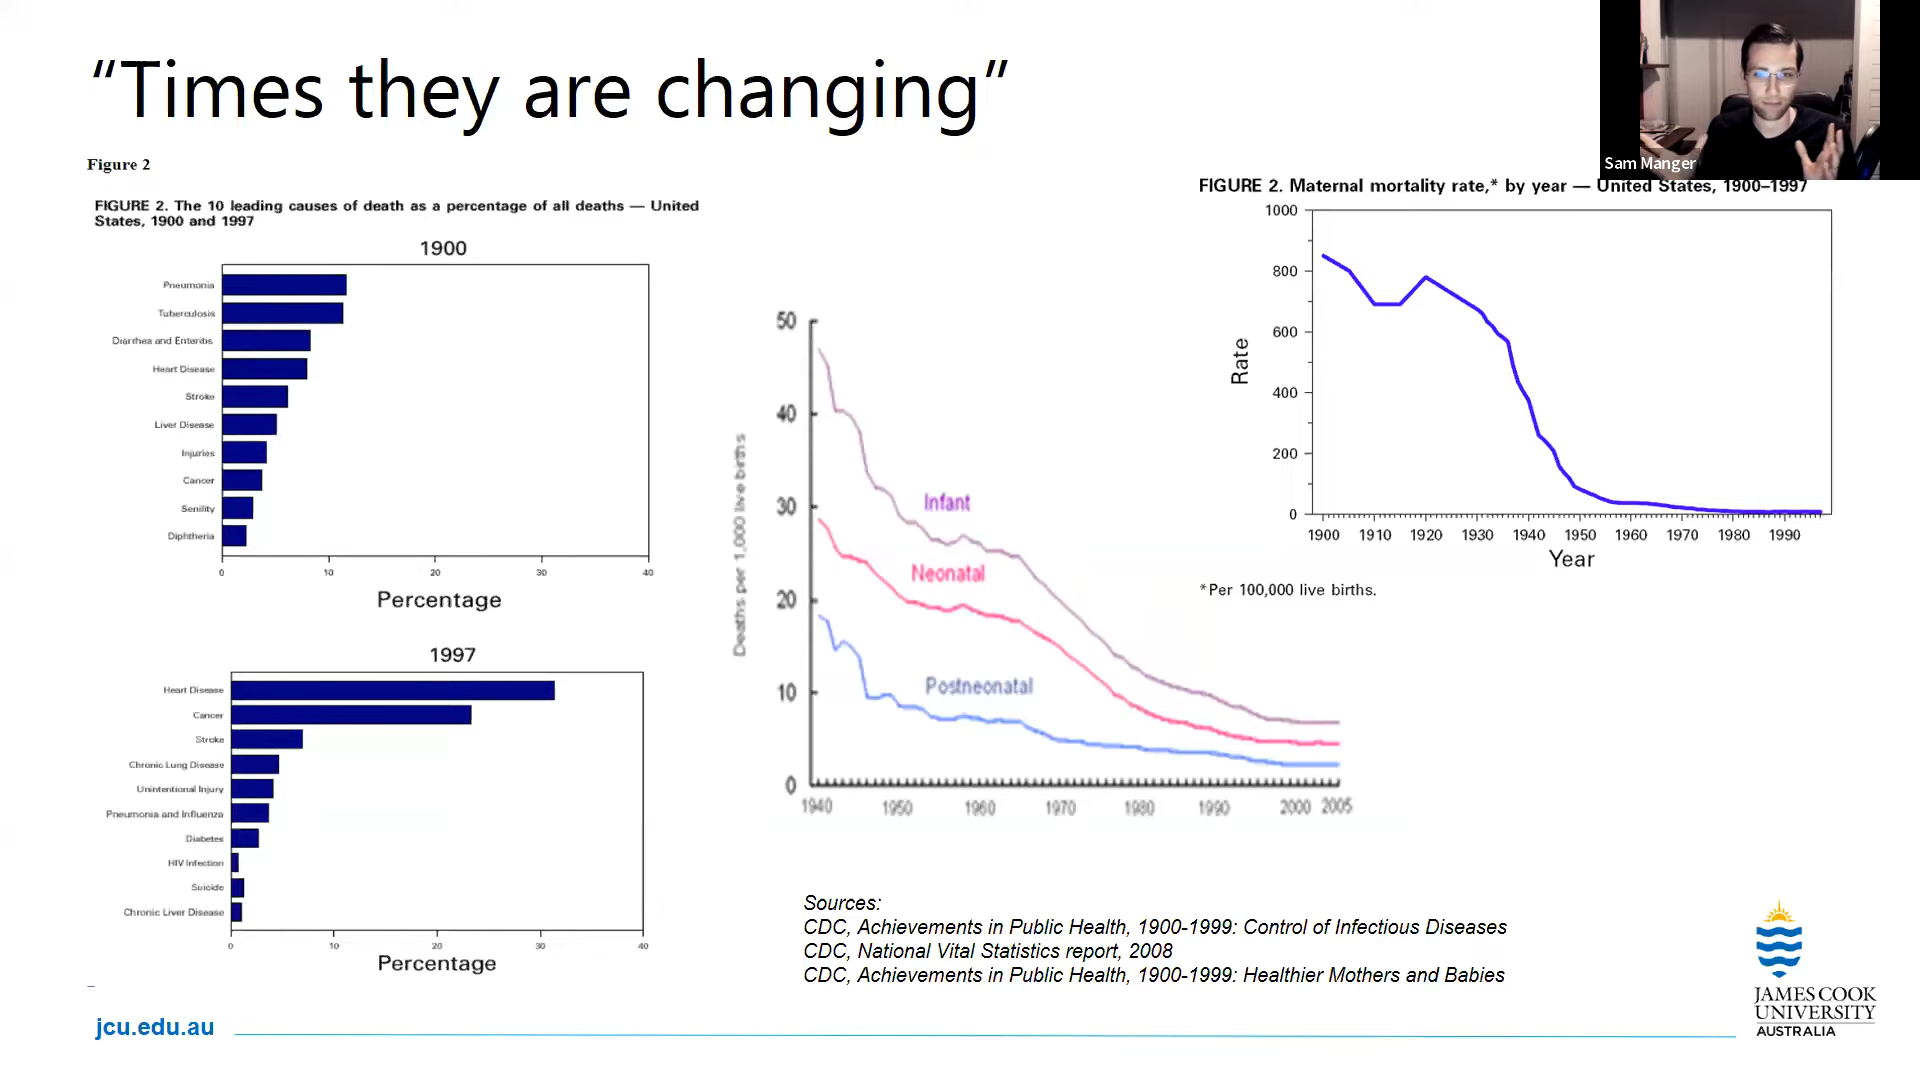 “Times they are changing”
Sam Manger
Figure 2
FIGURE 2. The 10 leading causes of death as a percentage of all deaths — United
States, 1900 and 1997
1900
Pneumonia
Tuberculosis
Diarrhea and Enteritis
Heart Disease
Stroke
Liver Disease
Injuries
Cancer
Senility
Diphtheria
0 10 20 30 40
Percentage
1997
Heart Disease
Cancer
Stroke
Chronic Lung Disease
Unintentional Injury
Pneumonia and Influenza
Diabetes
HIV Infection
Suicide
Chronic Liver Disease
0 10 20 30 40
Percentage
50
40
30
20
10
0
Deaths per 1,000 live births
Infant
Neonatal
Postneonatal
1940 1950 1960 1970 1980 1990 2000 2005
FIGURE 2. Maternal mortality rate,* by year — United States, 1900–1997
1000
800
600
400
200
0
Rate
1900 1910 1920 1930 1940 1950 1960 1970 1980 1990
Year
*Per 100,000 live births.
Sources:
CDC, Achievements in Public Health, 1900-1999: Control of Infectious Diseases
CDC, National Vital Statistics report, 2008
CDC, Achievements in Public Health, 1900-1999: Healthier Mothers and Babies
jcu.edu.au
JAMES COOK
UNIVERSITY
AUSTRALIA